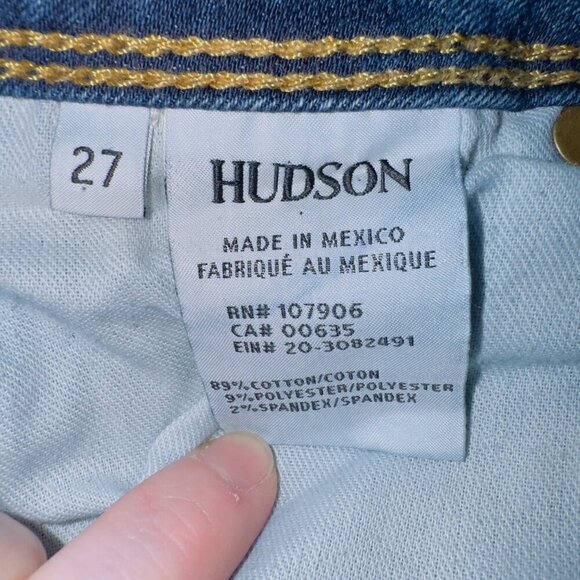 27
HUDSON
MADE IN MEXICO
FABRIQUÉ AU MEXIQUE
RN# 107906
CA# 00635
EIN# 20-3082491
89% COTTON/COTON
9% POLYESTER/POLYESTER
2% SPANDEX/SPANDEX